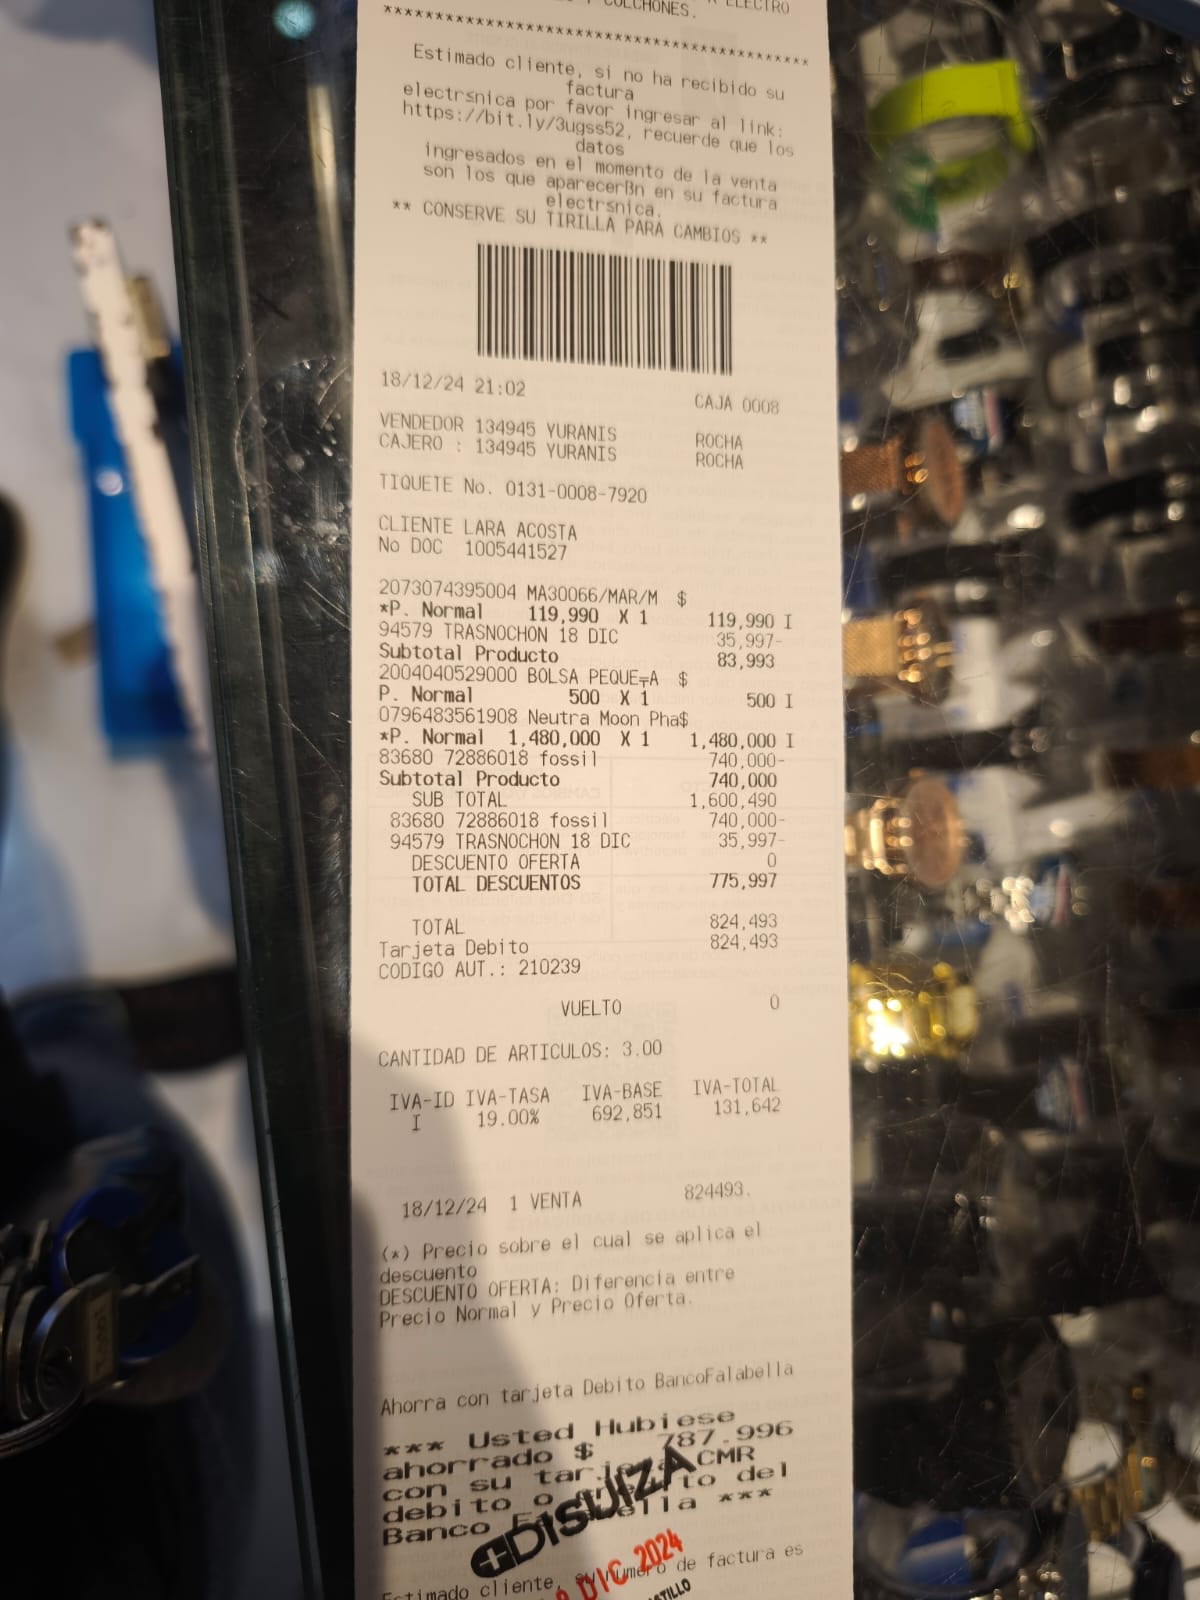 COLCHONES.
ELECTRO
*****************************************
Estimado cliente, si no ha recibido su
factura
electrsnica por favor ingresar al link:
https://bit.ly/3ugss52, recuerde que los
datos
ingresados en el momento de la venta
son los que aparecerßn en su factura
electrsnica.
** CONSERVE SU TIRILLA PARA CAMBIOS **
18/12/24 21:02 CAJA 0008
VENDEDOR 134945 YURANIS ROCHA
CAJERO : 134945 YURANIS ROCHA
TIQUETE No. 0131-0008-7920
CLIENTE LARA ACOSTA
No DOC 1005441527
2073074395004 MA30066/MAR/M $
*P. Normal 119,990 X 1 119,990 I
94579 TRASNOCHON 18 DIC 35,997-
Subtotal Producto 83,993
2004040529000 BOLSA PEQUE╤A $
P. Normal 500 X 1 500 I
0796483561908 Neutra Moon Pha$
*P. Normal 1,480,000 X 1 1,480,000 I
83680 72886018 fossil 740,000-
Subtotal Producto 740,000
SUB TOTAL 1,600,490
83680 72886018 fossil 740,000-
94579 TRASNOCHON 18 DIC 35,997-
DESCUENTO OFERTA 0
TOTAL DESCUENTOS 775,997
TOTAL 824,493
Tarjeta Debito 824,493
CODIGO AUT.: 210239
VUELTO 0
CANTIDAD DE ARTICULOS: 3.00
IVA-ID IVA-TASA IVA-BASE IVA-TOTAL
I 19.00% 692,851 131,642
18/12/24 1 VENTA 824493.
(*) Precio sobre el cual se aplica el
descuento
DESCUENTO OFERTA: Diferencia entre
Precio Normal y Precio Oferta.
Ahorra con tarjeta Debito BancoFalabella
*** Usted Hubiese
ahorrado $ 787.996
con su tarjeta CMR
debito o del
Banco ***
DISUIZA
DIC 2024
Estimado cliente, su número de factura es